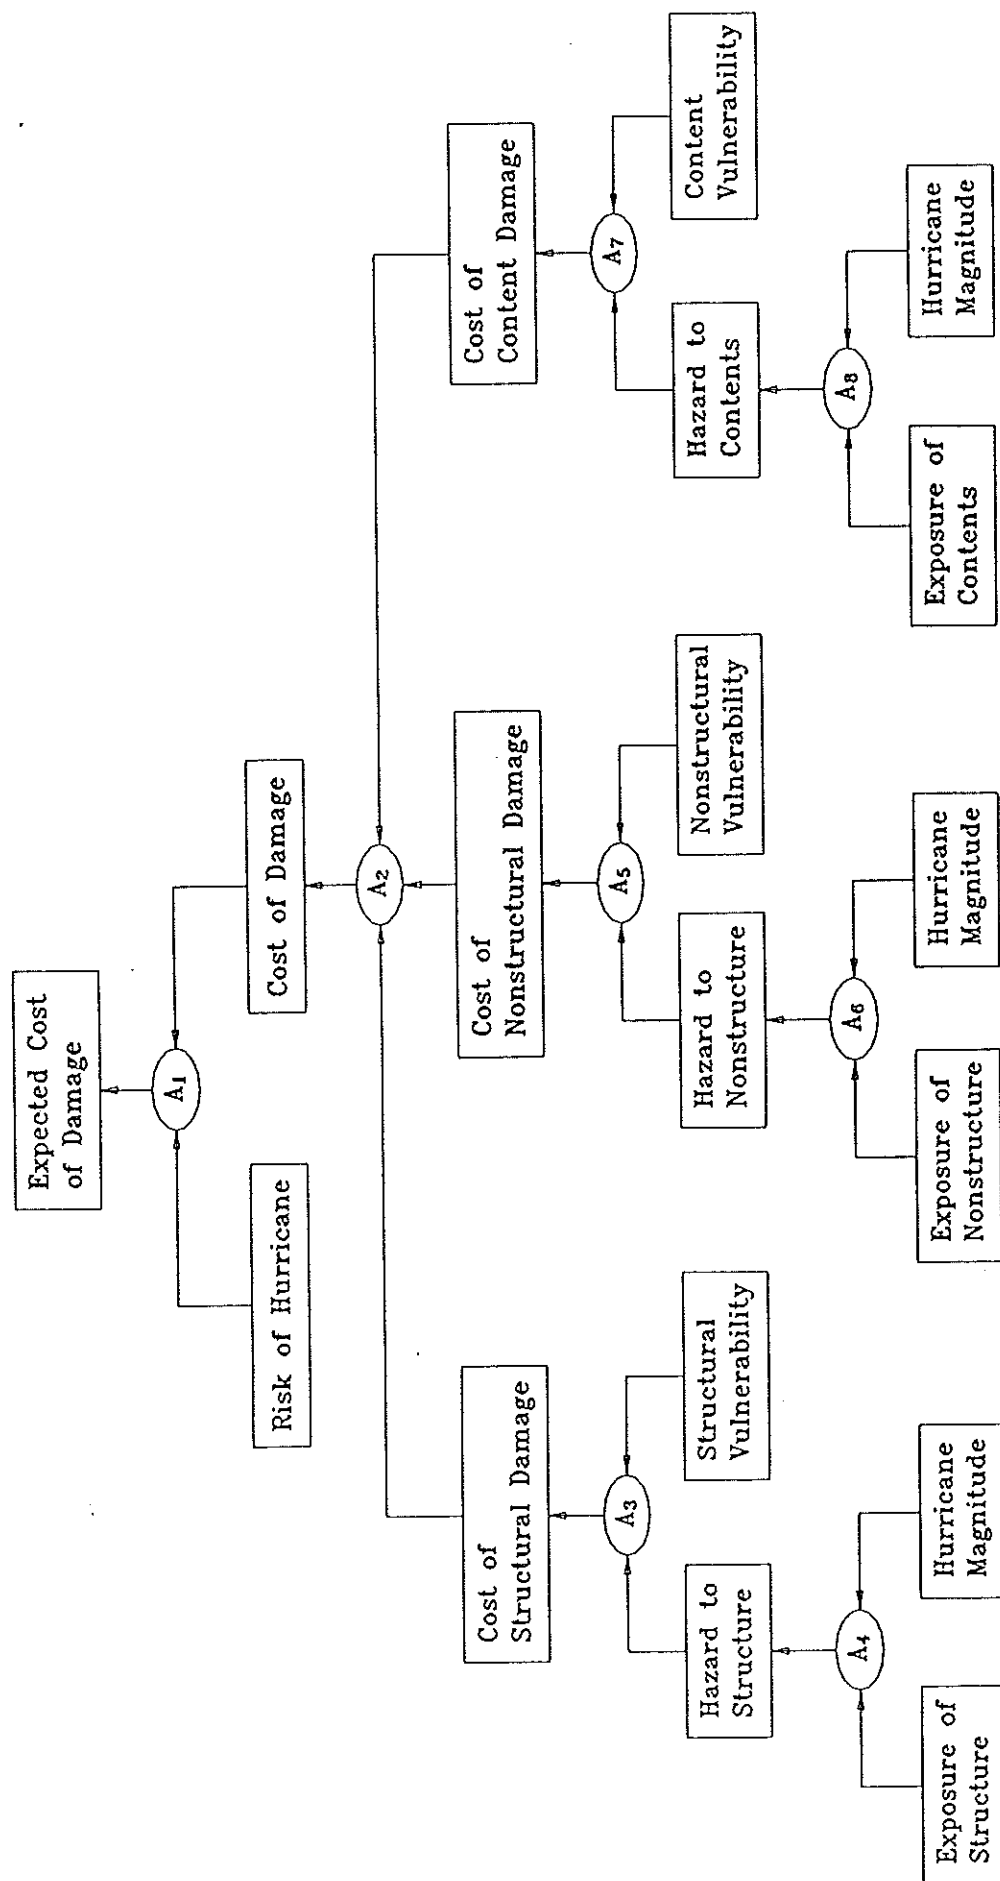 Expected Cost
of Damage
A1
Risk of Hurricane
Cost of Damage
A2
Cost of
Structural Damage
Cost of
Nonstructural Damage
Cost of
Content Damage
A3
A5
A7
Hazard to
Structure
Structural
Vulnerability
Hazard to
Nonstructure
Nonstructural
Vulnerability
Hazard to
Contents
Content
Vulnerability
A4
A6
A8
Exposure of
Structure
Hurricane
Magnitude
Exposure of
Nonstructure
Hurricane
Magnitude
Exposure of
Contents
Hurricane
Magnitude